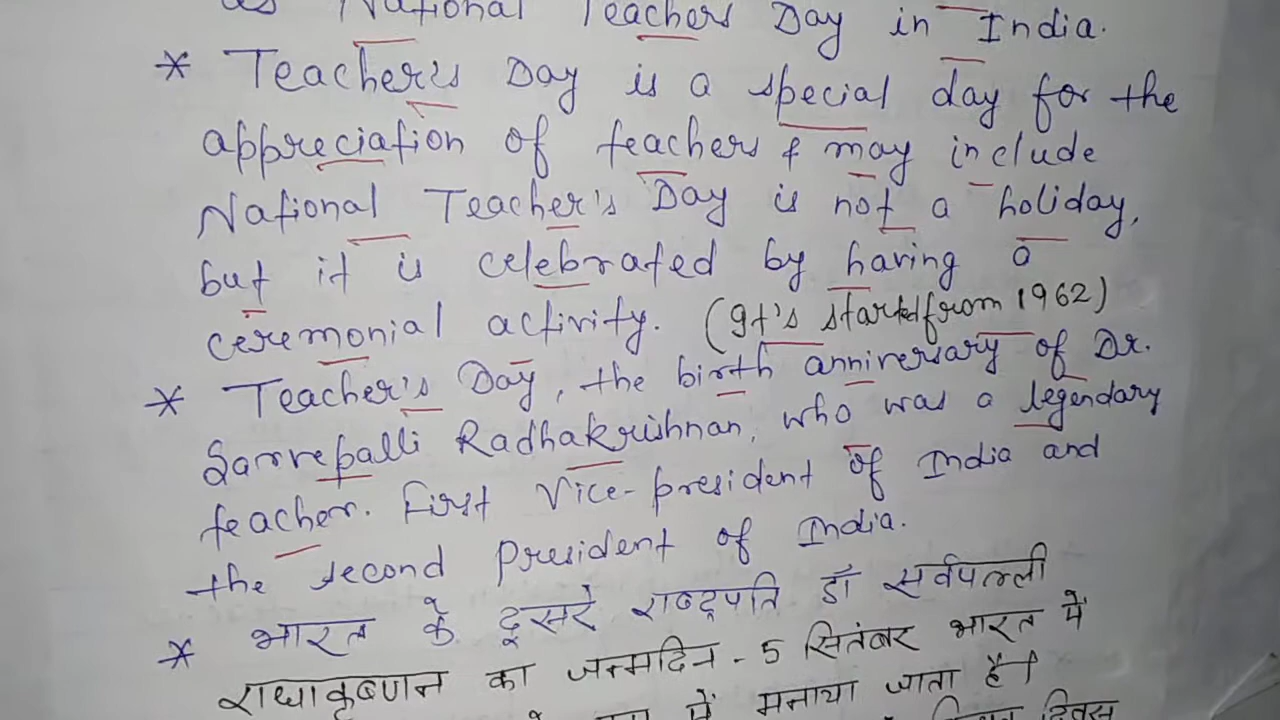 as National Teachers Day in India.
* Teacher's Day is a special day for the
appreciation of teachers & may include
National Teacher's Day is not a holiday,
but it is celebrated by having a
ceremonial activity. (It's started from 1962)
* Teacher's Day, the birth anniversary of Dr.
Sarvepalli Radhakrishnan, who was a legendary
teacher. First Vice-president of India and
the second President of India.
* भारत के दूसरे राष्ट्रपति डॉ सर्वपल्ली
राधाकृष्णन का जन्मदिन - 5 सितंबर भारत में
में मनाया जाता है।
दिवस